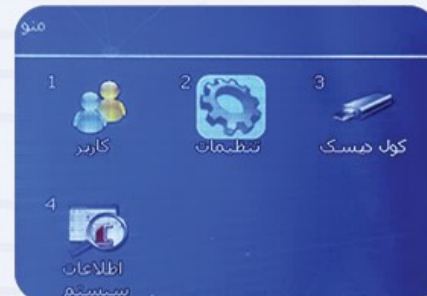 منو
1
کاربر
2
تنظیمات
3
کول دیسک
4
اطلاعات
سیستم